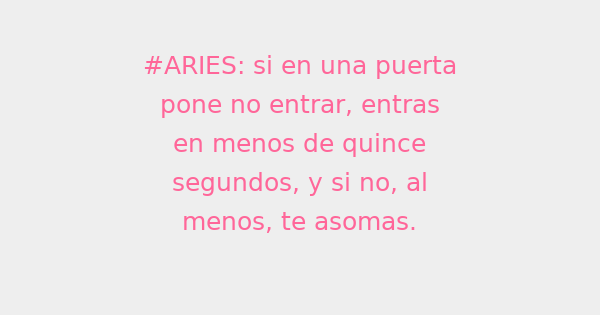 #ARIES: si en una puerta
pone no entrar, entras
en menos de quince
segundos, y si no, al
menos, te asomas.